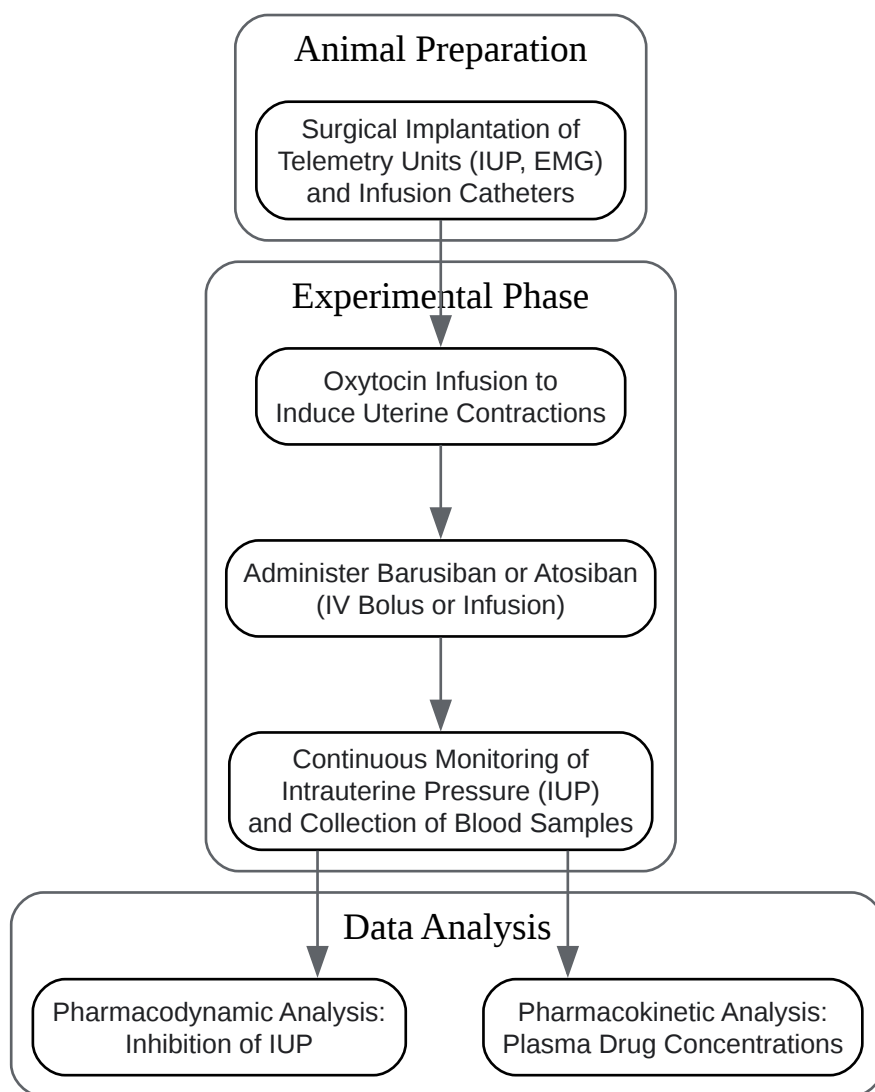 Animal Preparation
Surgical Implantation of
Telemetry Units (IUP, EMG)
and Infusion Catheters
Experimental Phase
Oxytocin Infusion to
Induce Uterine Contractions
Administer Barusiban or Atosiban
(IV Bolus or Infusion)
Continuous Monitoring of
Intrauterine Pressure (IUP)
and Collection of Blood Samples
Data Analysis
Pharmacodynamic Analysis:
Inhibition of IUP
Pharmacokinetic Analysis:
Plasma Drug Concentrations